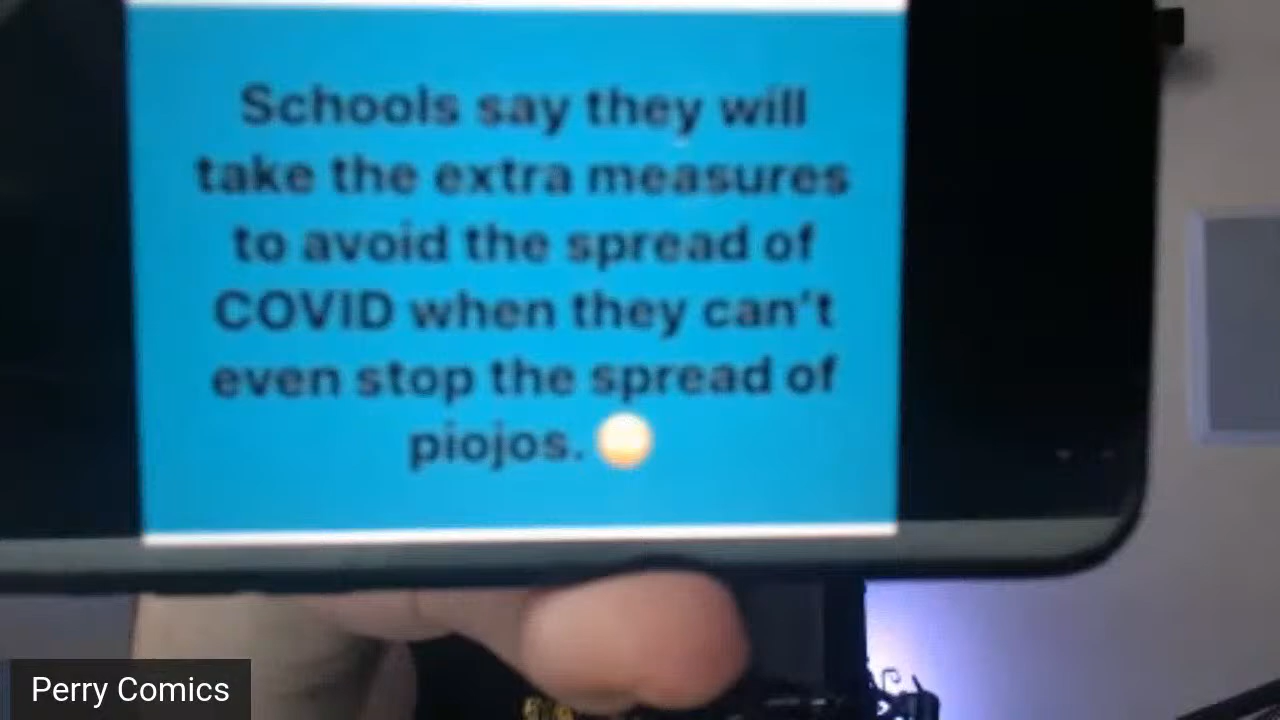 Schools say they will
take the extra measures
to avoid the spread of
COVID when they can't
even stop the spread of
piojos.
Perry Comics